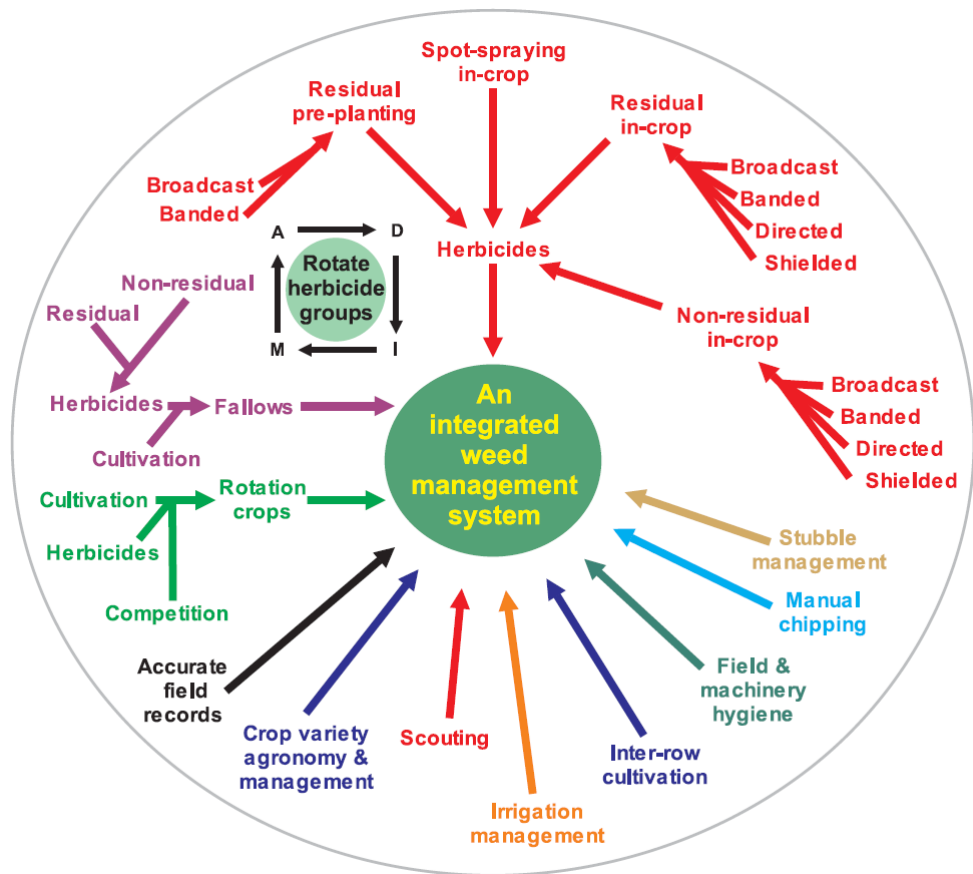 Spot-spraying
in-crop
Residual
pre-planting
Residual
in-crop
Broadcast
Banded
Broadcast
Banded
Directed
Shielded
A
D
Rotate
herbicide
groups
M
I
Herbicides
Non-residual
Residual
Non-residual
in-crop
Broadcast
Banded
Directed
Shielded
Herbicides
Fallows
Cultivation
An
integrated
weed
management
system
Cultivation
Rotation
crops
Herbicides
Competition
Stubble
management
Manual
chipping
Accurate
field
records
Field &
machinery
hygiene
Crop variety
agronomy &
management
Scouting
Inter-row
cultivation
Irrigation
management